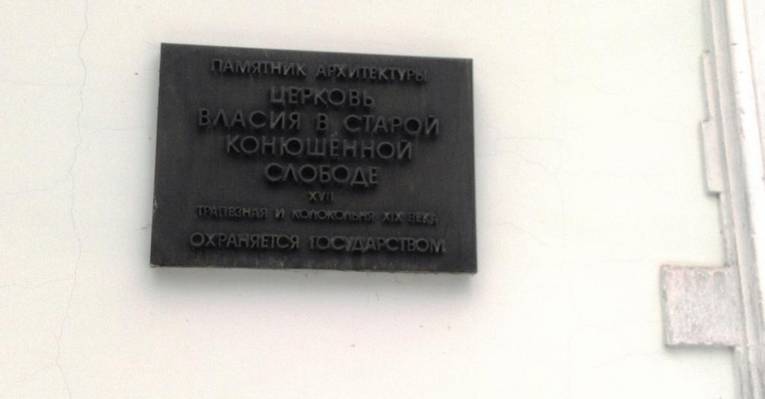 ПАМЯТНИК АРХИТЕКТУРЫ
ЦЕРКОВЬ
ВЛАСИЯ В СТАРОЙ
КОНЮШЕННОЙ
СЛОБОДЕ
XVII
ТРАПЕЗНАЯ И КОЛОКОЛЬНЯ XIX ВЕКА
ОХРАНЯЕТСЯ ГОСУДАРСТВОМ